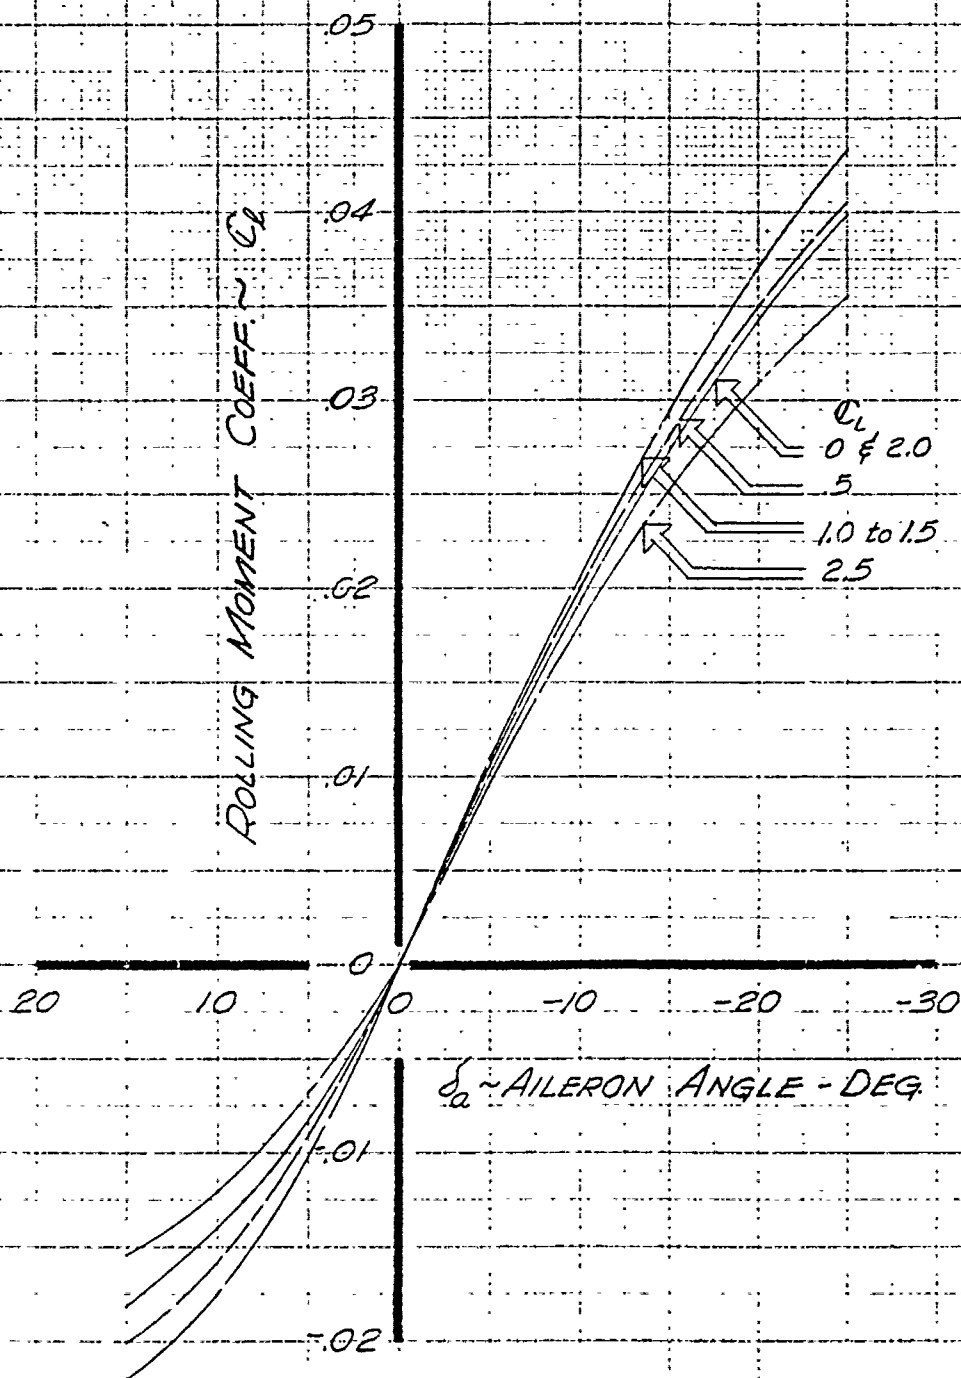 .05
.04
.03
.02
.01
0
-.01
-.02
ROLLING MOMENT COEFF. ~ Cl
20 10 0 -10 -20 -30
δa ~ AILERON ANGLE - DEG.
CL
0 & 2.0
.5
1.0 to 1.5
2.5